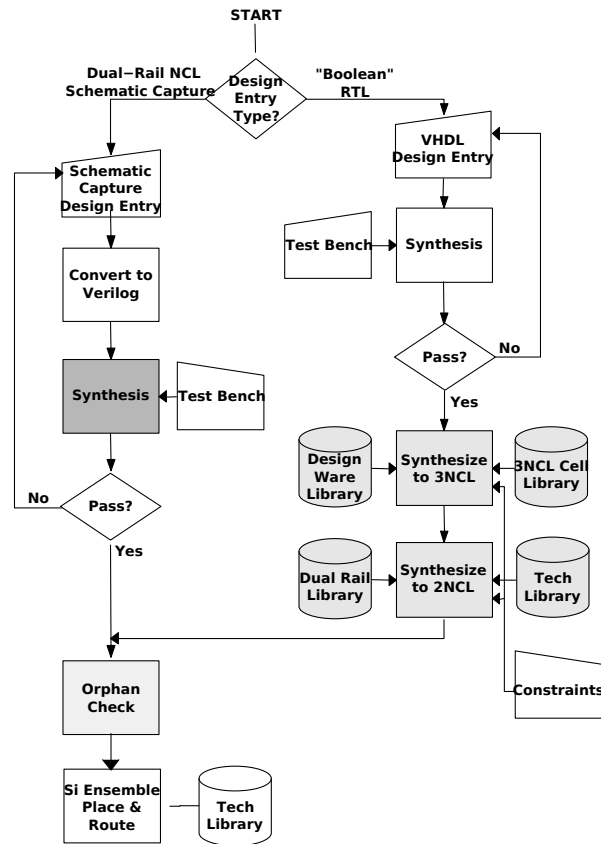 START
Dual−Rail NCL
Schematic Capture
Design
Entry
Type?
"Boolean"
RTL
Schematic
Capture
Design Entry
VHDL
Design Entry
Convert to
Verilog
Test Bench
Synthesis
Synthesis
Test Bench
Pass?
No
Yes
Pass?
No
Yes
Design
Ware
Library
Synthesize
to 3NCL
3NCL Cell
Library
Dual Rail
Library
Synthesize
to 2NCL
Tech
Library
Constraints
Orphan
Check
Si Ensemble
Place &
Route
Tech
Library